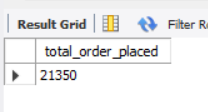 Result Grid Filter R
total_order_placed
21350